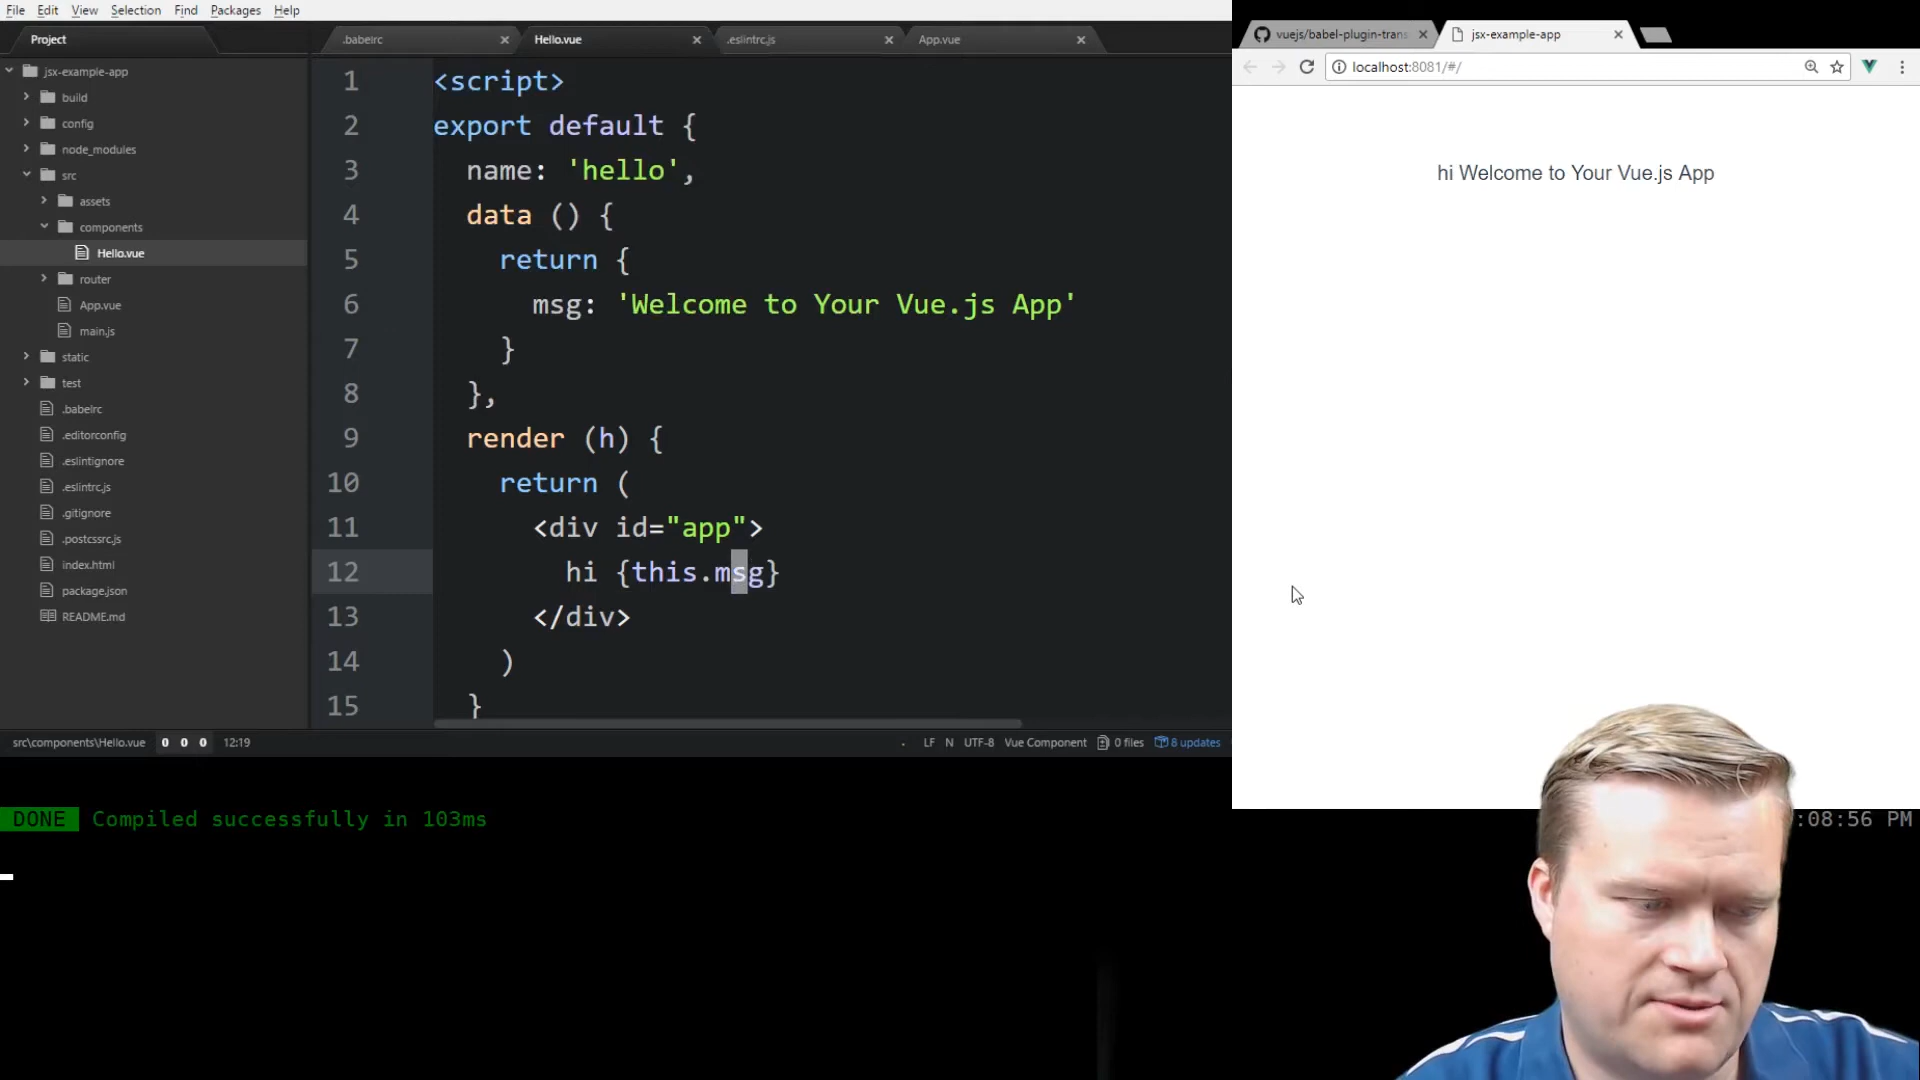 File Edit View Selection Find Packages Help
Project
jsx-example-app
build
config
node_modules
src
assets
components
Hello.vue
router
App.vue
main.js
static
test
.babelrc
.editorconfig
.eslintignore
.eslintrc.js
.gitignore
.postcssrc.js
index.html
package.json
README.md
.babelrc Hello.vue .eslintrc.js App.vue
1 <script>
2 export default {
3 name: 'hello',
4 data () {
5 return {
6 msg: 'Welcome to Your Vue.js App'
7 }
8 },
9 render (h) {
10 return (
11 <div id="app">
12 hi {this.msg}
13 </div>
14 )
15 }
src\components\Hello.vue 0 0 0 12:19 LF N UTF-8 Vue Component 0 files 8 updates
vuejs/babel-plugin-trans jsx-example-app
localhost:8081/#/
hi Welcome to Your Vue.js App
DONE Compiled successfully in 103ms :08:56 PM